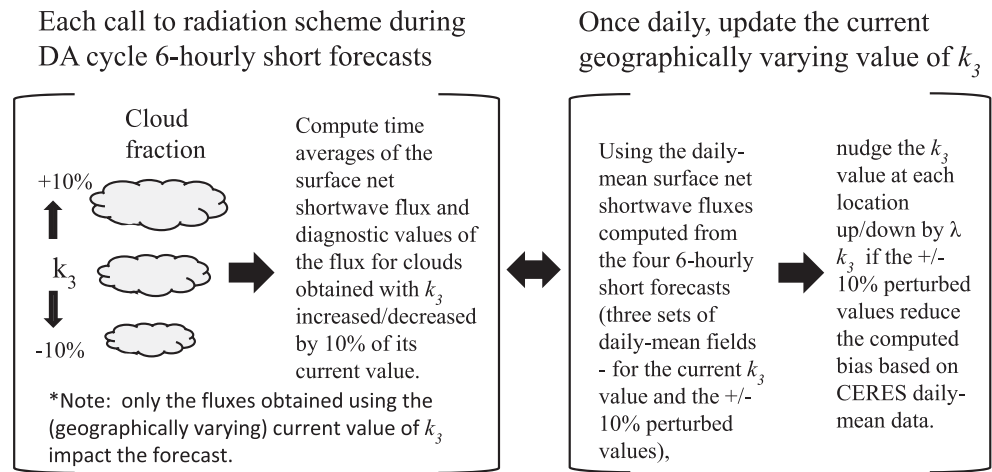 Each call to radiation scheme during
DA cycle 6-hourly short forecasts
Cloud
fraction
+10%
k3
-10%
Compute time
averages of the
surface net
shortwave flux and
diagnostic values of
the flux for clouds
obtained with k3
increased/decreased
by 10% of its
current value.
*Note: only the fluxes obtained using the
(geographically varying) current value of k3
impact the forecast.
Once daily, update the current
geographically varying value of k3
Using the daily-
mean surface net
shortwave fluxes
computed from
the four 6-hourly
short forecasts
(three sets of
daily-mean fields
- for the current k3
value and the +/-
10% perturbed
values),
nudge the k3
value at each
location
up/down by λ
k3 if the +/-
10% perturbed
values reduce
the computed
bias based on
CERES daily-
mean data.